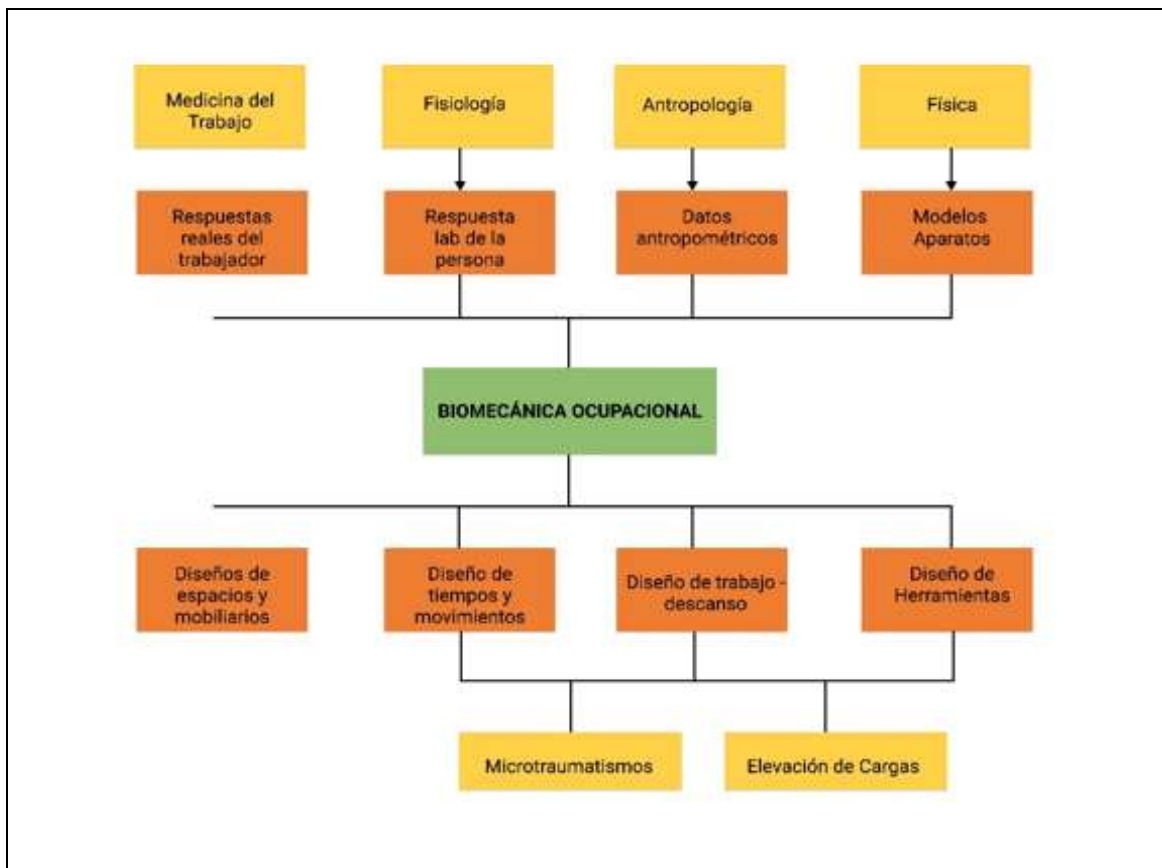 Medicina del
Trabajo
Fisiología
Antropología
Física
Respuestas
reales del
trabajador
Respuesta
lab de la
persona
Datos
antropométricos
Modelos
Aparatos
BIOMECÁNICA OCUPACIONAL
Diseños de
espacios y
mobiliarios
Diseño de
tiempos y
movimientos
Diseño de trabajo -
descanso
Diseño de
Herramientas
Microtraumatismos
Elevación de Cargas